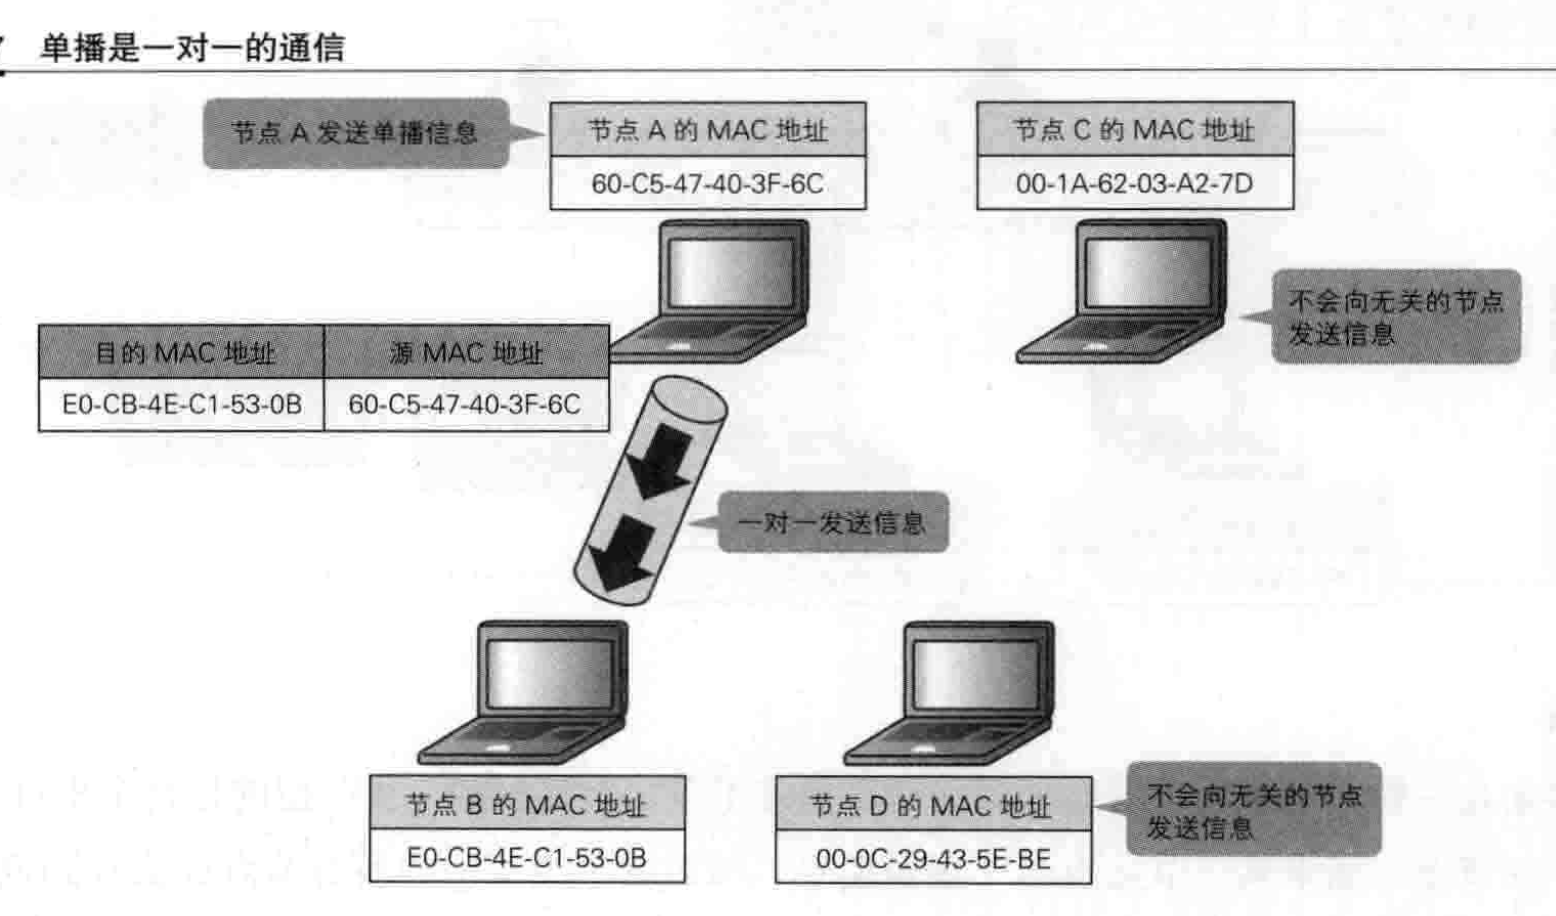 单播是一对一的通信
节点 A 发送单播信息
节点 A 的 MAC 地址
60-C5-47-40-3F-6C
节点 C 的 MAC 地址
00-1A-62-03-A2-7D
不会向无关的节点
发送信息
目的 MAC 地址
源 MAC 地址
E0-CB-4E-C1-53-0B
60-C5-47-40-3F-6C
一对一发送信息
节点 B 的 MAC 地址
E0-CB-4E-C1-53-0B
节点 D 的 MAC 地址
00-0C-29-43-5E-BE
不会向无关的节点
发送信息